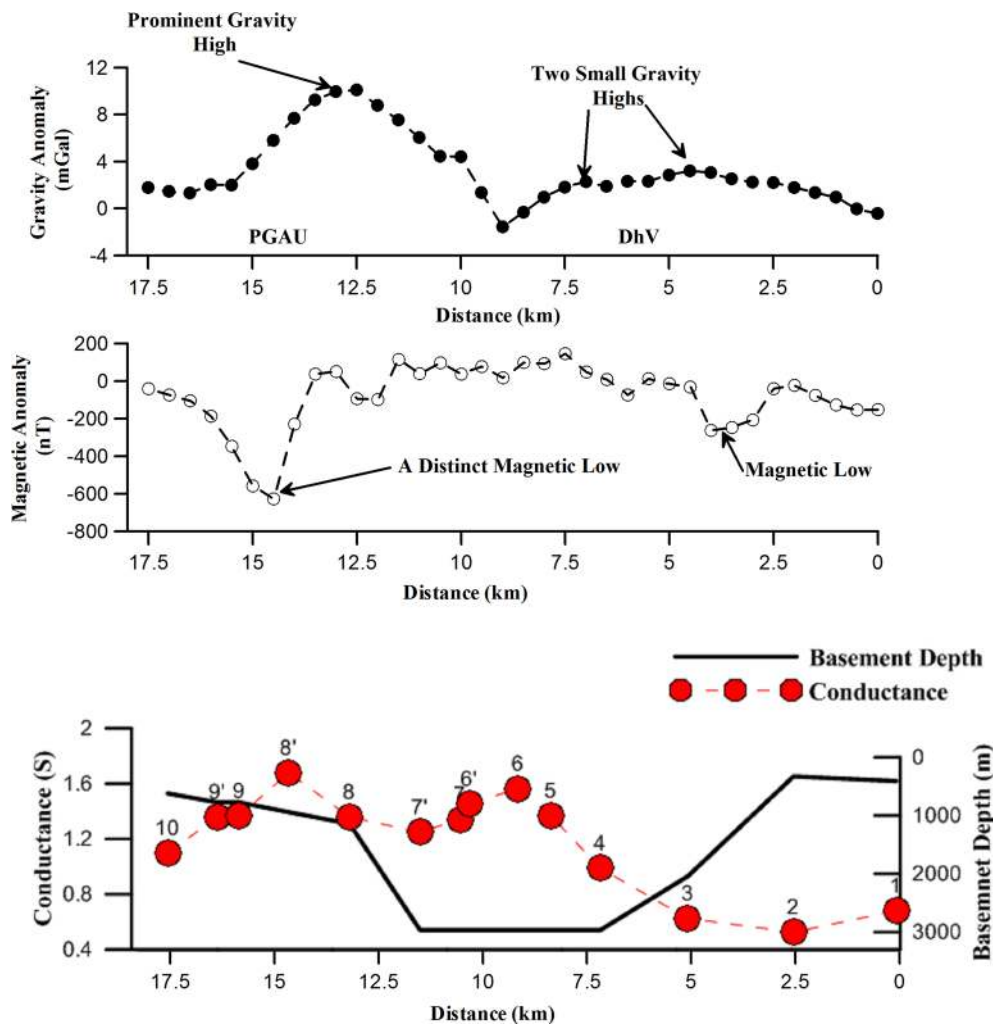 Prominent Gravity
High
Two Small Gravity
Highs
Gravity Anomaly
(mGal)
12
8
4
0
-4
PGAU
DhV
17.5 15 12.5 10 7.5 5 2.5 0
Distance (km)
Magnetic Anomaly
(nT)
200
0
-200
-400
-600
-800
A Distinct Magnetic Low
Magnetic Low
17.5 15 12.5 10 7.5 5 2.5 0
Distance (km)
Basement Depth
Conductance
Conductance (S)
2
1.6
1.2
0.8
0.4
10 9' 9 8' 8 7' 7 6' 6 5 4 3 2 1
0
1000
2000
3000
Basemnet Depth (m)
17.5 15 12.5 10 7.5 5 2.5 0
Distance (km)